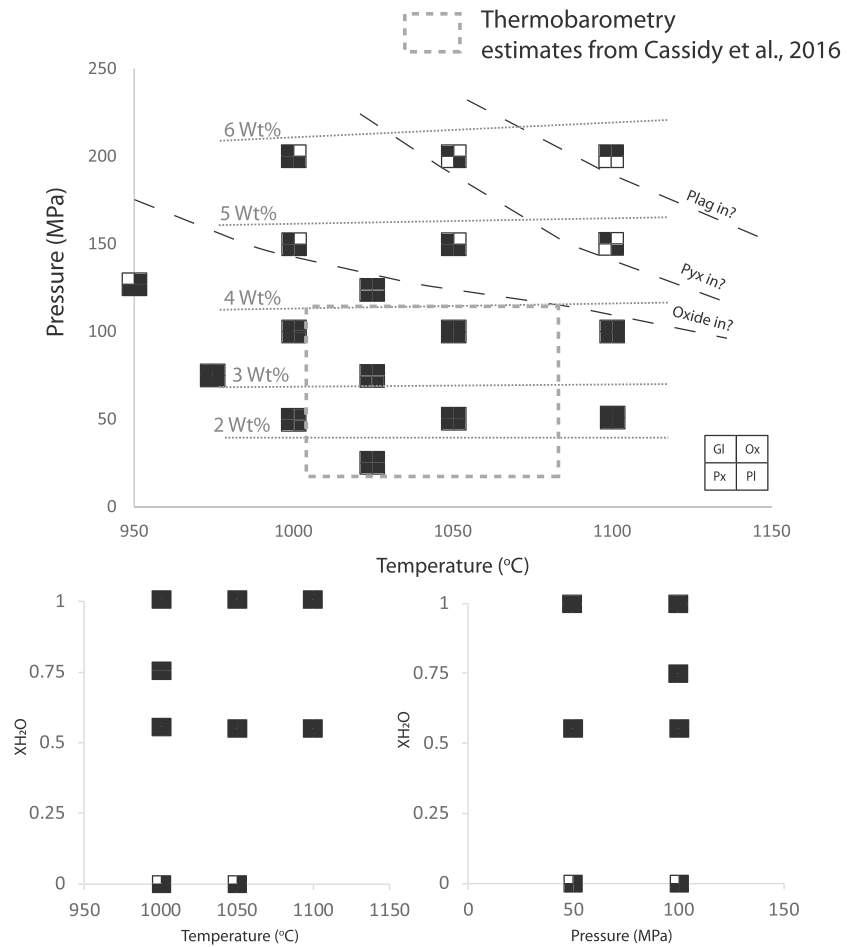 Thermobarometry
estimates from Cassidy et al., 2016
250
6 Wt%
200
Plag in?
5 Wt%
150
Pyx in?
4 Wt%
Oxide in?
100
3 Wt%
2 Wt%
50
Gl Ox
Px Pl
0
950 1000 1050 1100 1150
Pressure (MPa)
Temperature (°C)
1
0.75
0.5
0.25
0
XH₂O
950 1000 1050 1100 1150
Temperature (°C)
1
0.75
0.5
0.25
0
XH₂O
0 50 100 150
Pressure (MPa)